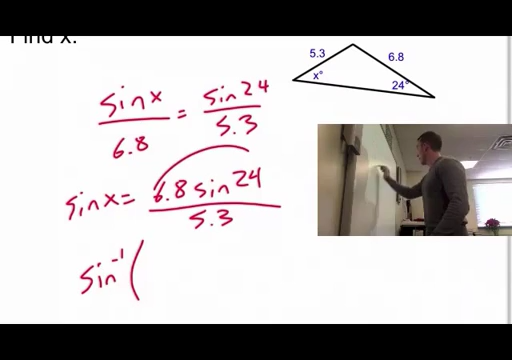 Find x.
5.3
6.8
x°
24°
sin x / 6.8 = sin 24 / 5.3
sin x = 6.8 sin 24 / 5.3
sin⁻¹(